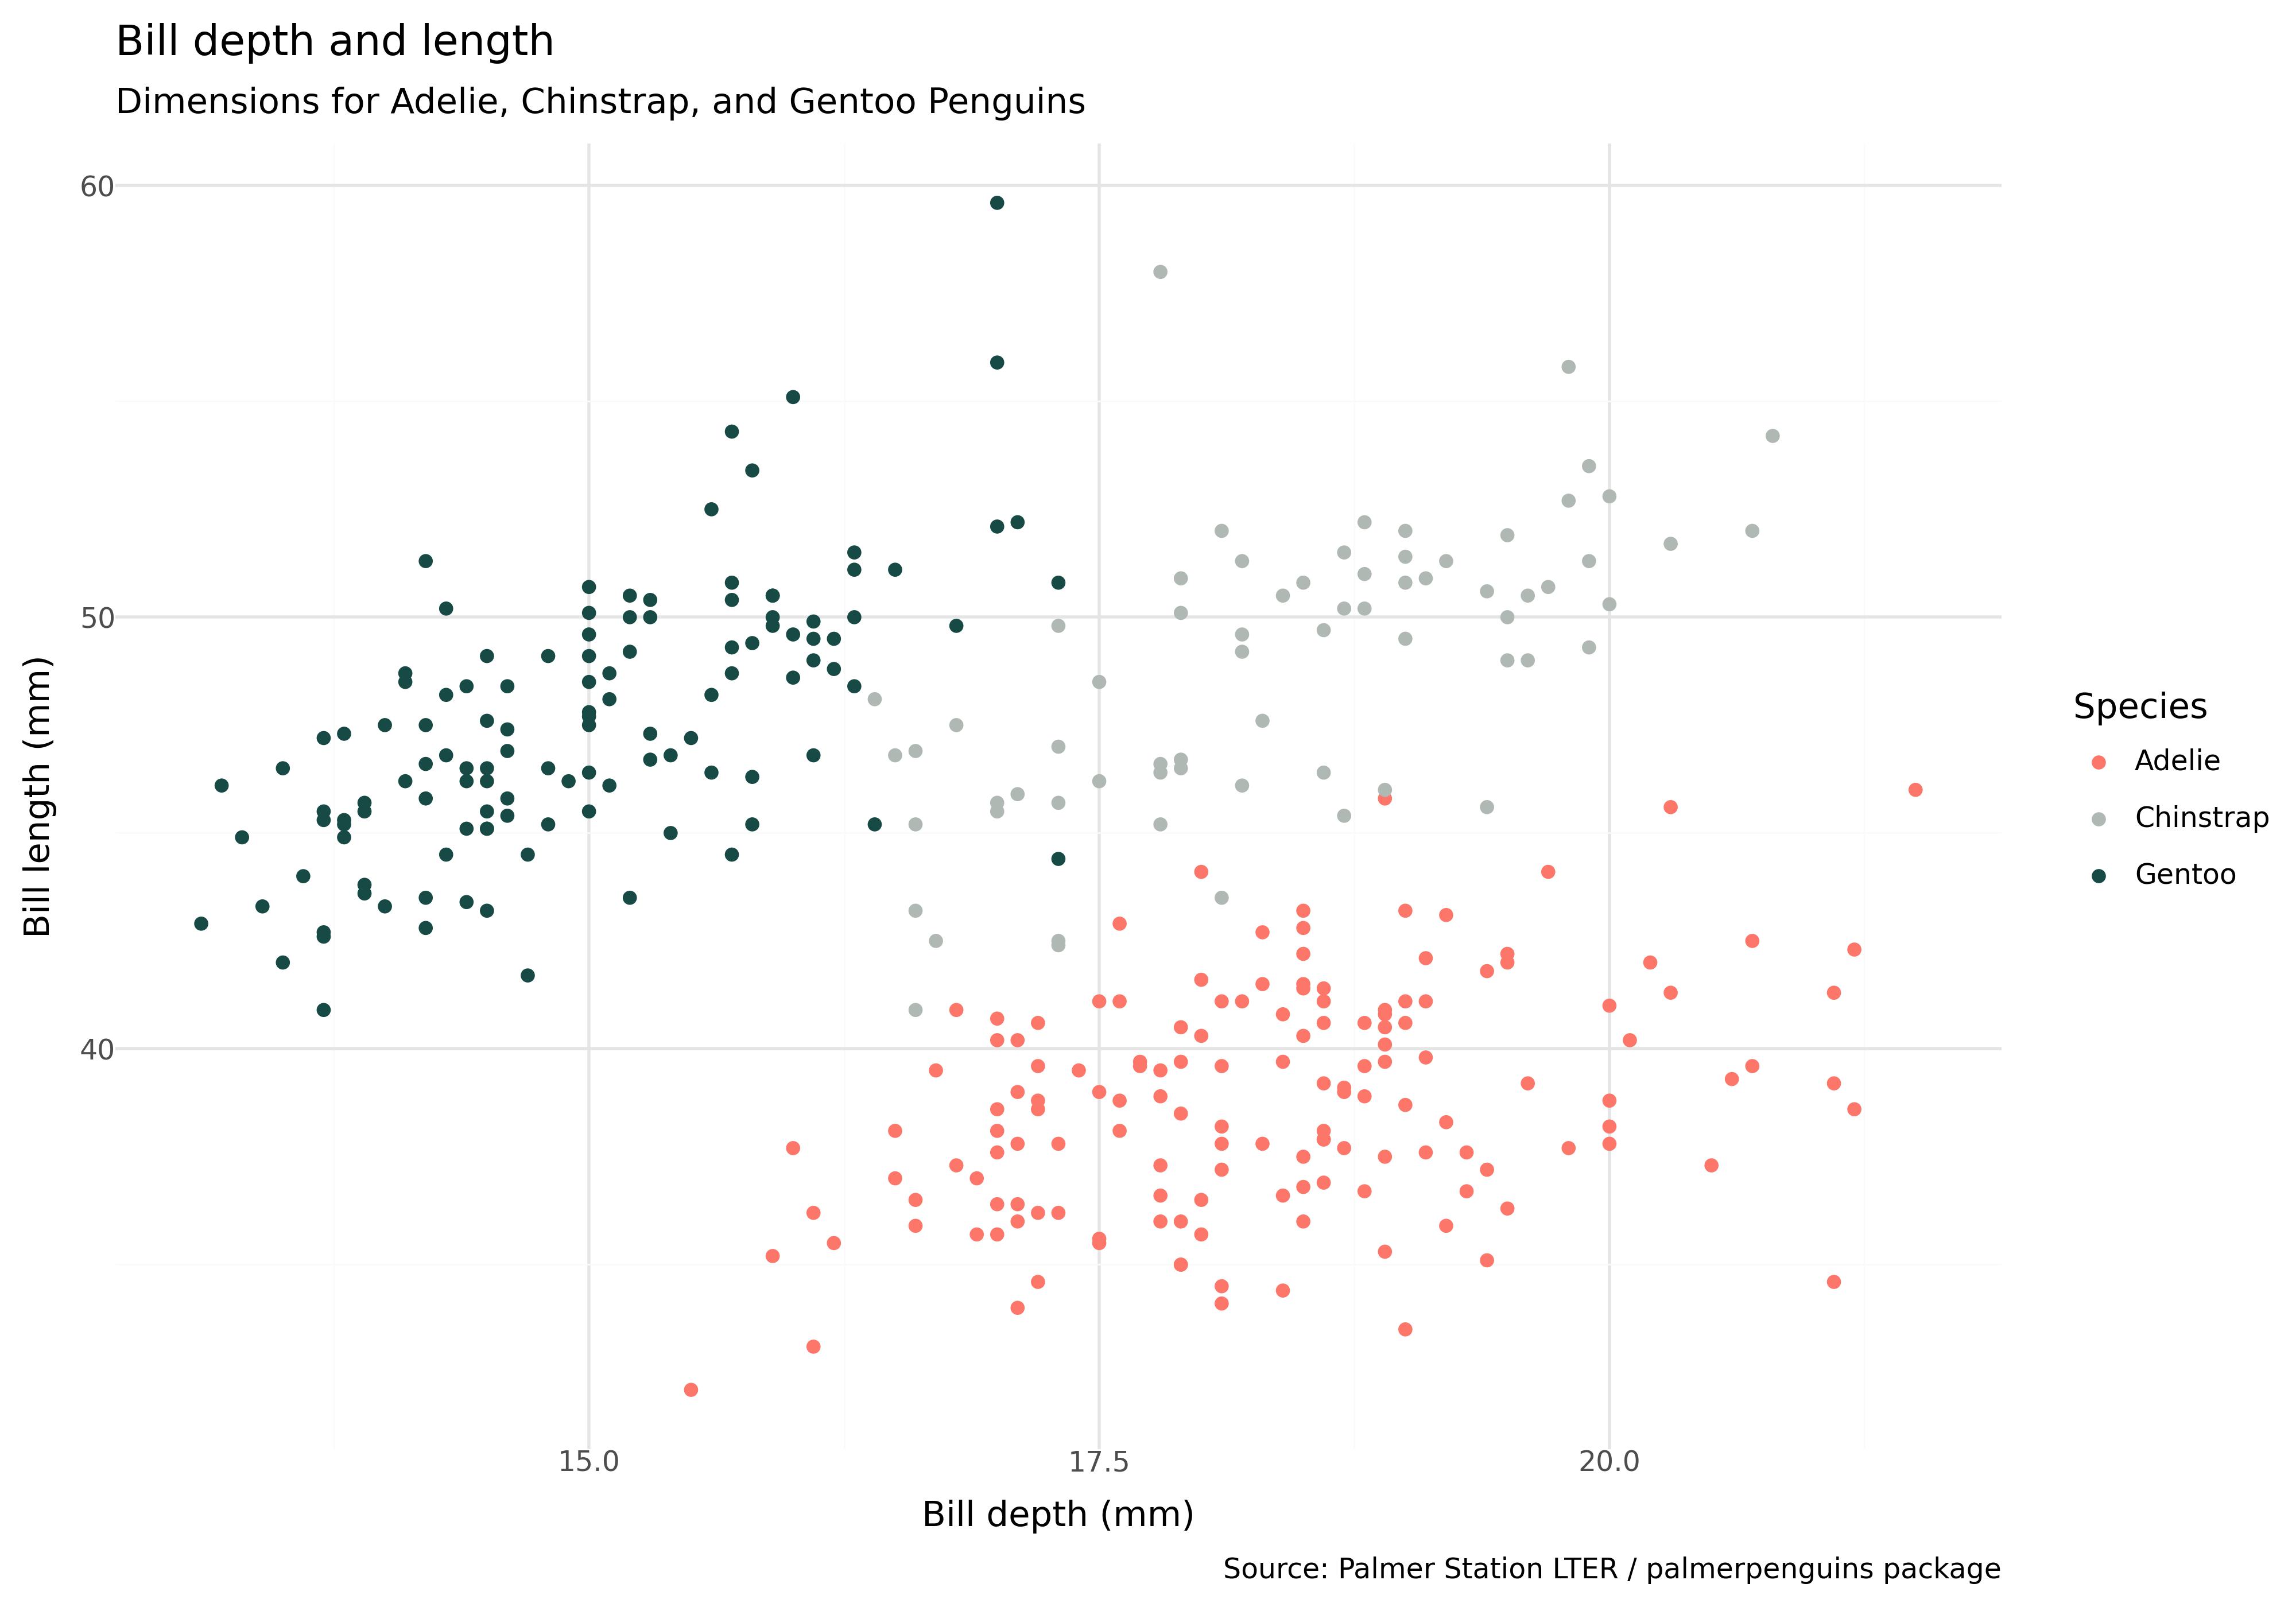 Bill depth and length
Dimensions for Adelie, Chinstrap, and Gentoo Penguins
60
50
40
Bill length (mm)
15.0
17.5
20.0
Bill depth (mm)
Species
Adelie
Chinstrap
Gentoo
Source: Palmer Station LTER / palmerpenguins package